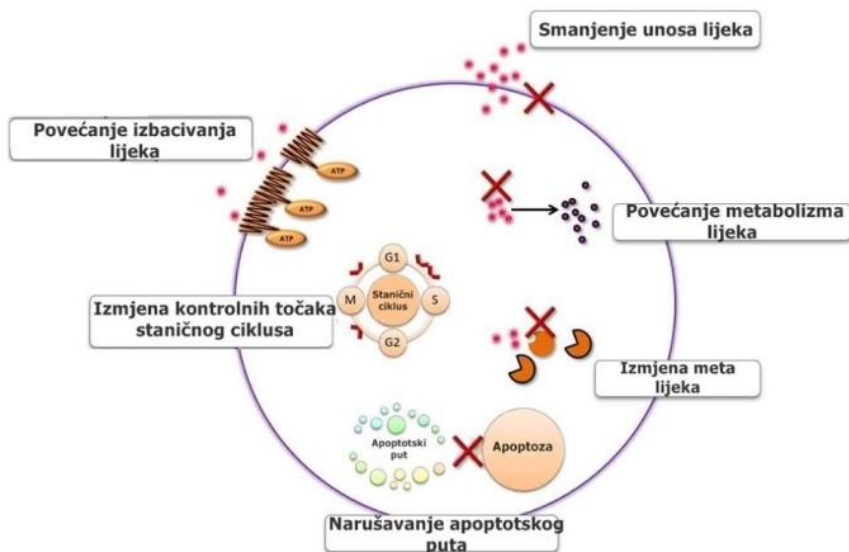 Smanjenje unosa lijeka
Povećanje izbacivanja
lijeka
ATP
ATP
ATP
Povećanje metabolizma
lijeka
Izmjena kontrolnih točaka
staničnog ciklusa
G1
M
Stanični
ciklus
S
G2
Izmjena meta
lijeka
Apoptotski
put
Apoptoza
Narušavanje apoptotskog
puta